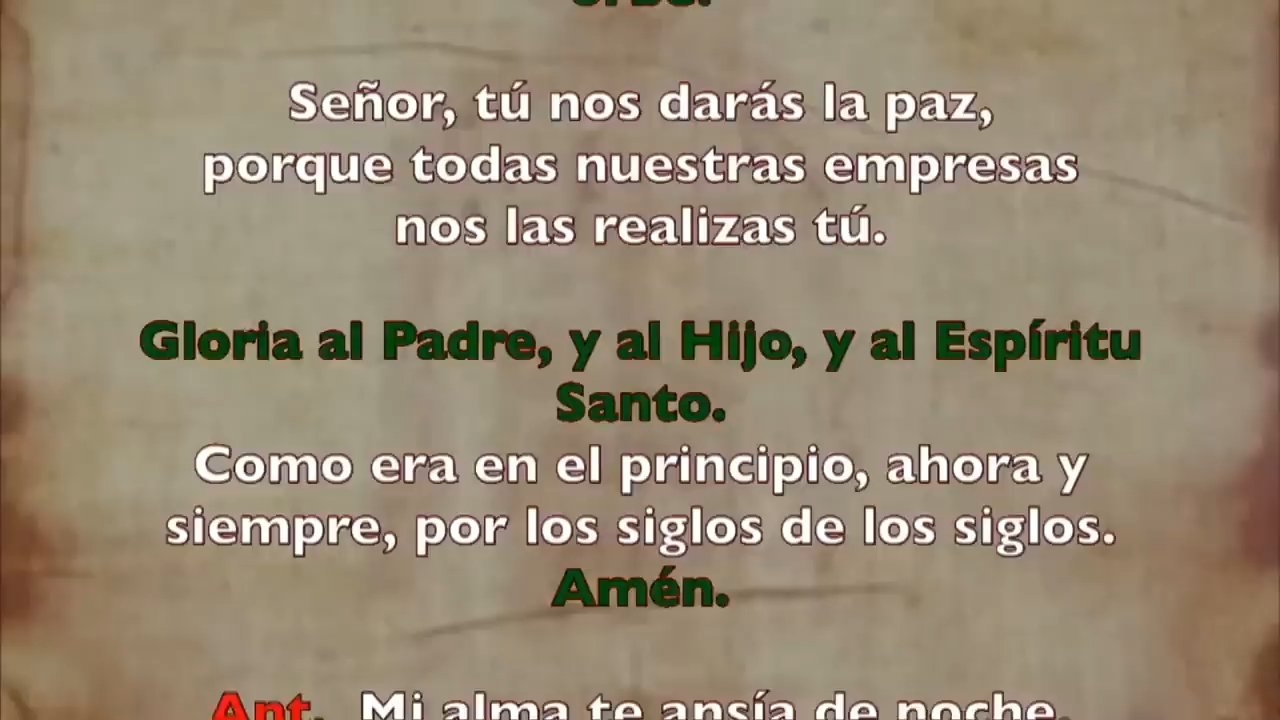 Señor, tú nos darás la paz,
porque todas nuestras empresas
nos las realizas tú.
Gloria al Padre, y al Hijo, y al Espíritu
Santo.
Como era en el principio, ahora y
siempre, por los siglos de los siglos.
Amén.
Ant. Mi alma te ansía de noche,